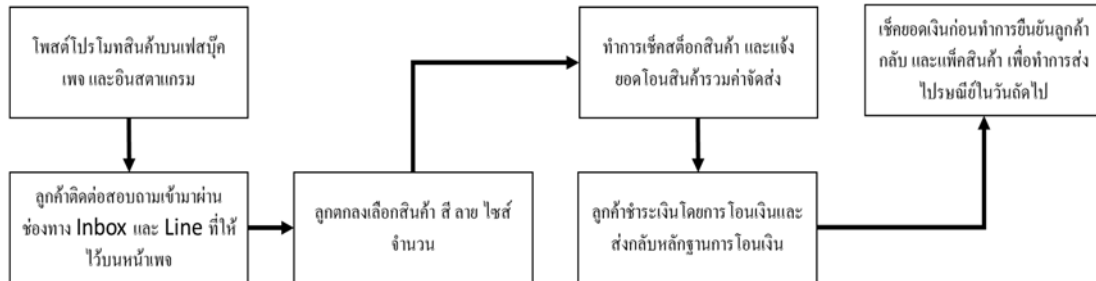 โพสต์โปรโมทสินค้าบนเฟสบุ๊ค
เพจ และอินสตาแกรม
ลูกค้าติดต่อสอบถามเข้ามาผ่าน
ช่องทาง Inbox และ Line ที่ให้
ไว้บนหน้าเพจ
ลูกตกลงเลือกสินค้า สี ลาย ไซส์
จำนวน
ทำการเช็คสต็อกสินค้า และแจ้ง
ยอดโอนสินค้ารวมค่าจัดส่ง
ลูกค้าชำระเงินโดยการโอนเงินและ
ส่งกลับหลักฐานการโอนเงิน
เช็คยอดเงินก่อนทำการยืนยันลูกค้า
กลับ และแพ็คสินค้า เพื่อทำการส่ง
ไปรษณีย์ในวันถัดไป